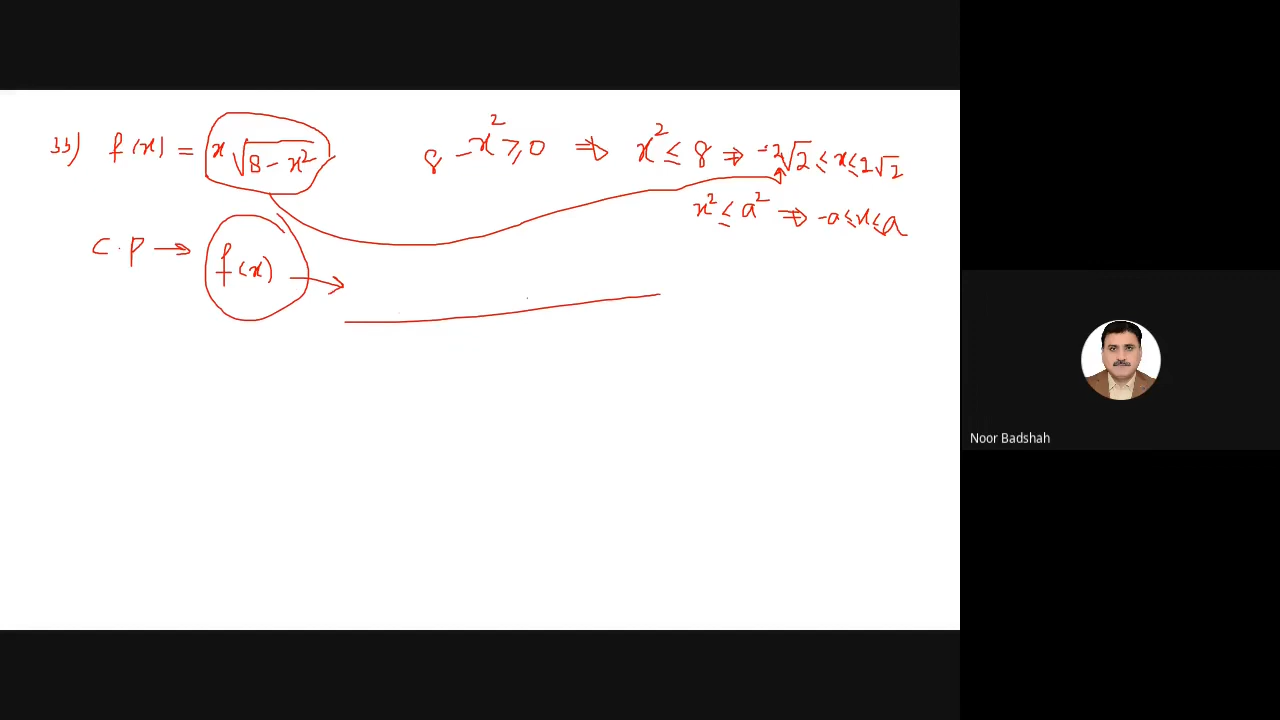 33) f(x) = x√(8 - x²) 8 - x² ≥ 0 ⇒ x² ≤ 8 ⇒ -2√2 ≤ x ≤ 2√2
x² ≤ a² ⇒ -a ≤ x ≤ a
C.P → f(x) →
Noor Badshah